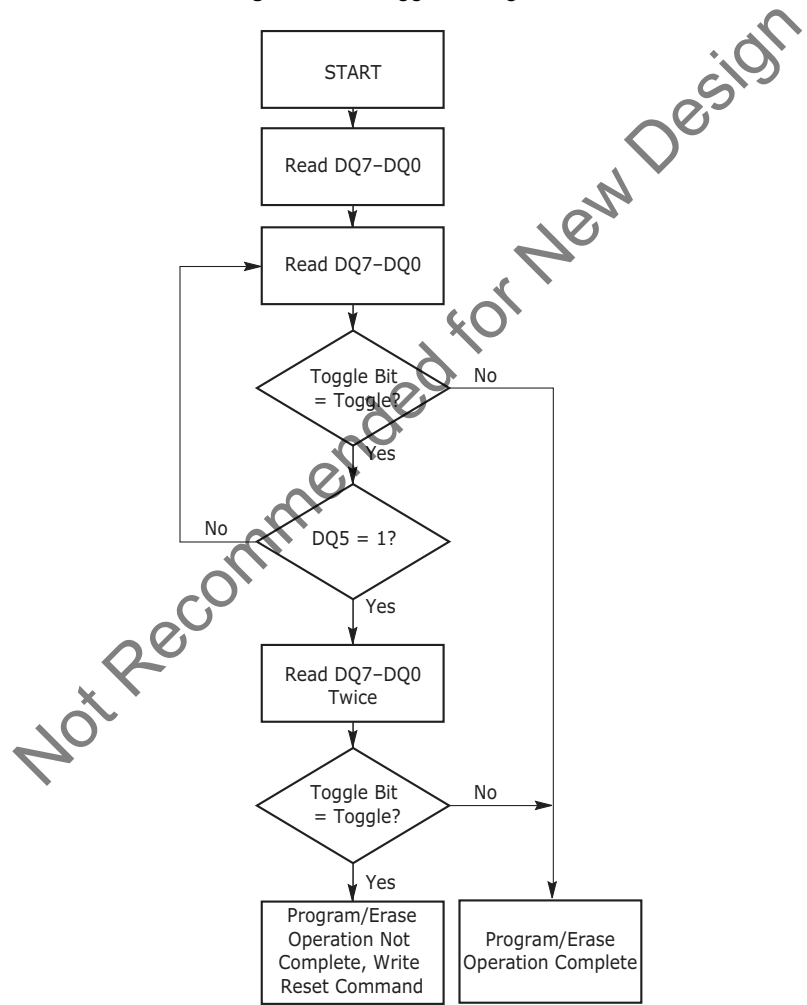 START
Read DQ7–DQ0
Read DQ7–DQ0
Toggle Bit
= Toggle?
No
Yes
No
DQ5 = 1?
Yes
Read DQ7–DQ0
Twice
Toggle Bit
= Toggle?
No
Yes
Program/Erase
Operation Not
Complete, Write
Reset Command
Program/Erase
Operation Complete
Not Recommended for New Design